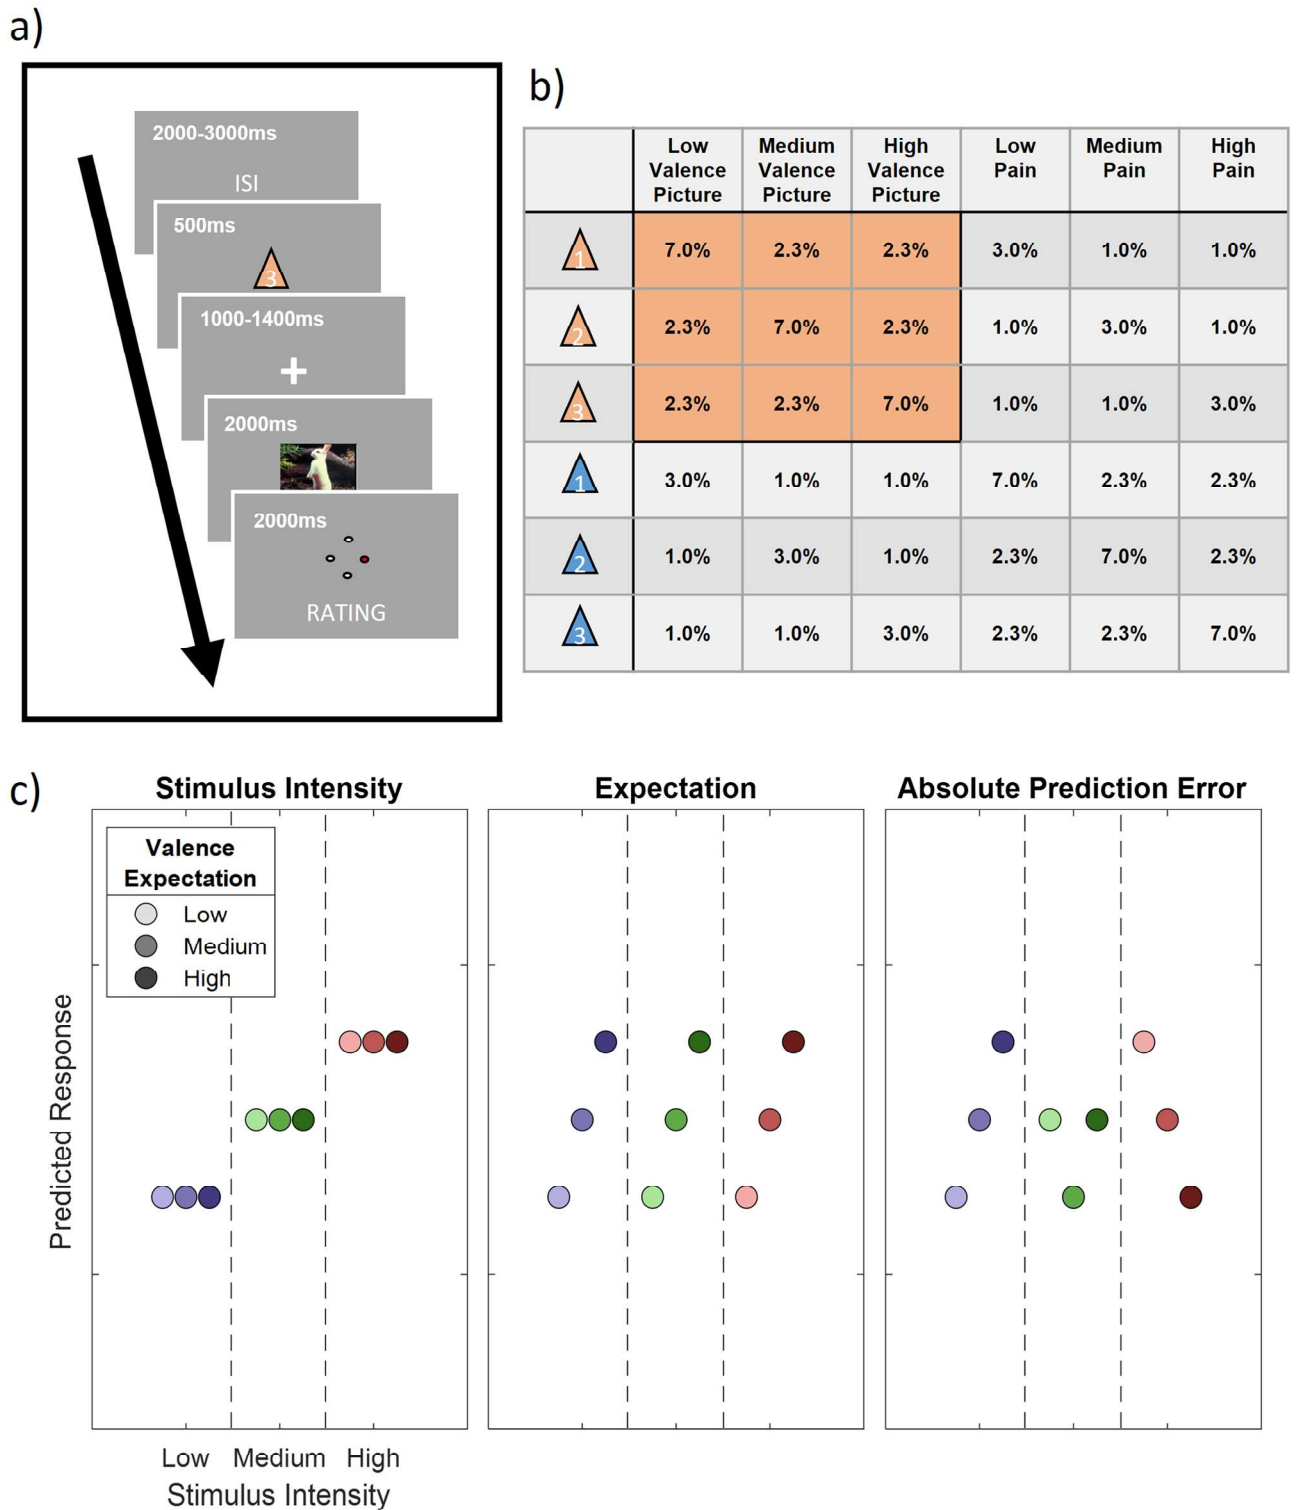 a)
2000-3000ms
ISI
500ms
3
1000-1400ms
+
2000ms
2000ms
RATING
b)
Low Valence Picture
Medium Valence Picture
High Valence Picture
Low Pain
Medium Pain
High Pain
1 7.0% 2.3% 2.3% 3.0% 1.0% 1.0%
2 2.3% 7.0% 2.3% 1.0% 3.0% 1.0%
3 2.3% 2.3% 7.0% 1.0% 1.0% 3.0%
1 3.0% 1.0% 1.0% 7.0% 2.3% 2.3%
2 1.0% 3.0% 1.0% 2.3% 7.0% 2.3%
3 1.0% 1.0% 3.0% 2.3% 2.3% 7.0%
c)
Stimulus Intensity
Expectation
Absolute Prediction Error
Valence
Expectation
Low
Medium
High
Predicted Response
Low Medium High
Stimulus Intensity